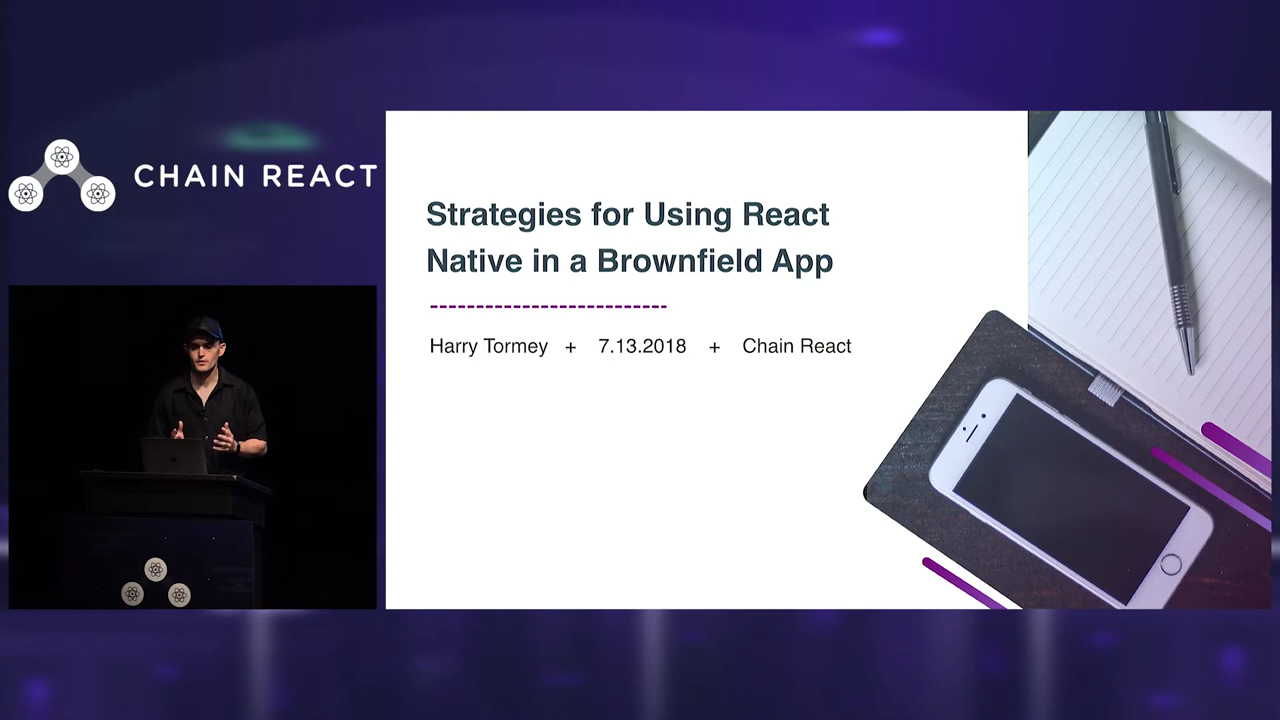 CHAIN REACT
Strategies for Using React
Native in a Brownfield App
Harry Tormey + 7.13.2018 + Chain React